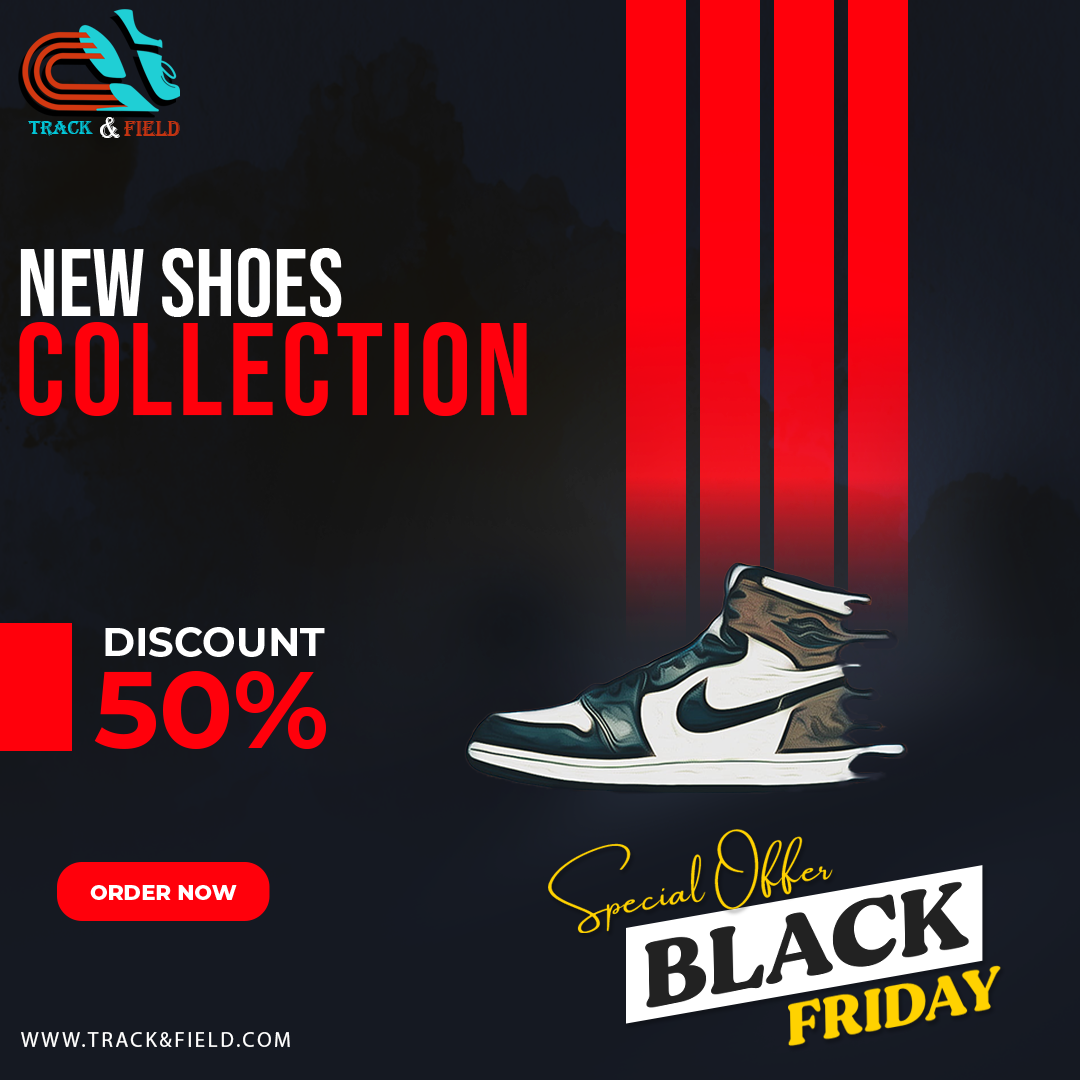 TRACK & FIELD
NEW SHOES
COLLECTION
DISCOUNT
50%
ORDER NOW
Special Offer
BLACK
FRIDAY
WWW.TRACK&FIELD.COM